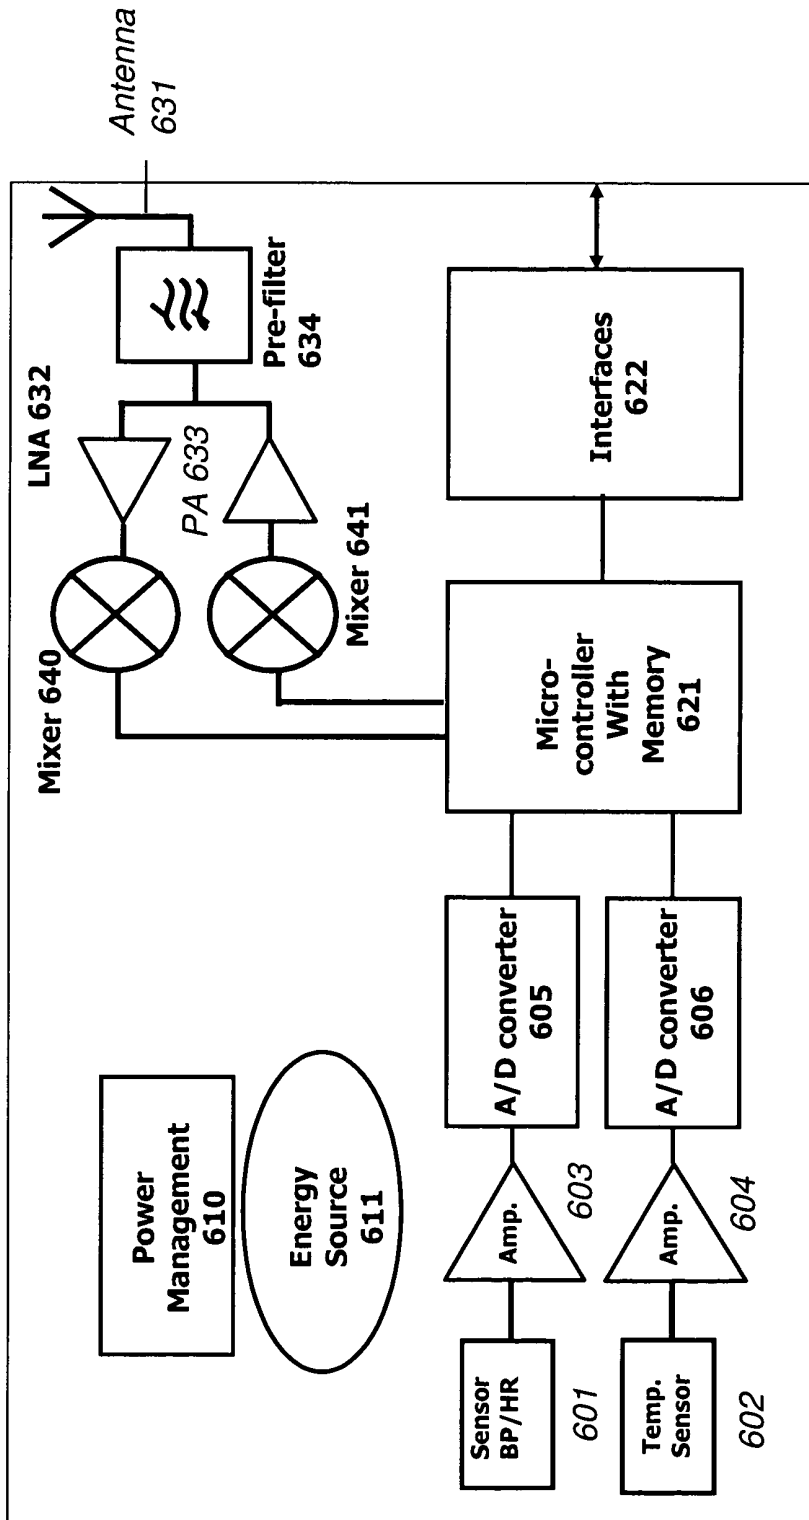 Antenna
631
LNA 632
PA 633
Pre-filter
634
Mixer 640
Mixer 641
Power
Management
610
Energy
Source
611
Sensor
BP/HR
601
Amp.
603
A/D converter
605
Temp.
Sensor
602
Amp.
604
A/D converter
606
Micro-
controller
With
Memory
621
Interfaces
622